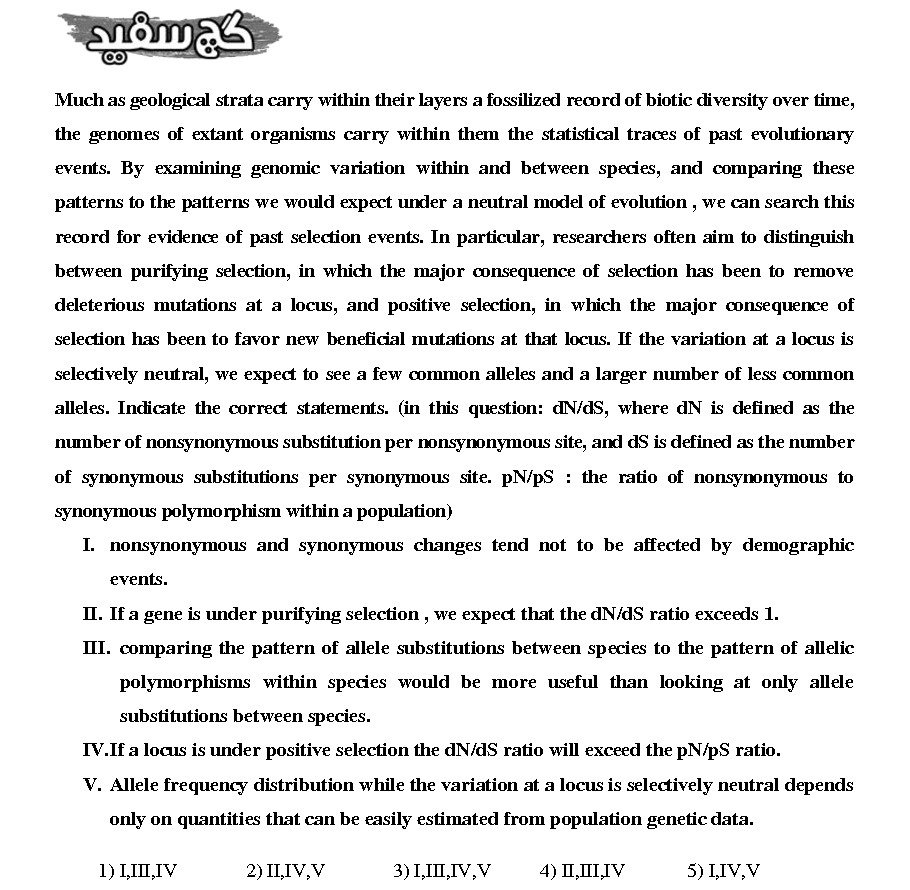 گچ سفید
Much as geological strata carry within their layers a fossilized record of biotic diversity over time,
the genomes of extant organisms carry within them the statistical traces of past evolutionary
events. By examining genomic variation within and between species, and comparing these
patterns to the patterns we would expect under a neutral model of evolution , we can search this
record for evidence of past selection events. In particular, researchers often aim to distinguish
between purifying selection, in which the major consequence of selection has been to remove
deleterious mutations at a locus, and positive selection, in which the major consequence of
selection has been to favor new beneficial mutations at that locus. If the variation at a locus is
selectively neutral, we expect to see a few common alleles and a larger number of less common
alleles. Indicate the correct statements. (in this question: dN/dS, where dN is defined as the
number of nonsynonymous substitution per nonsynonymous site, and dS is defined as the number
of synonymous substitutions per synonymous site. pN/pS : the ratio of nonsynonymous to
synonymous polymorphism within a population)
I. nonsynonymous and synonymous changes tend not to be affected by demographic
events.
II. If a gene is under purifying selection , we expect that the dN/dS ratio exceeds 1.
III. comparing the pattern of allele substitutions between species to the pattern of allelic
polymorphisms within species would be more useful than looking at only allele
substitutions between species.
IV.If a locus is under positive selection the dN/dS ratio will exceed the pN/pS ratio.
V. Allele frequency distribution while the variation at a locus is selectively neutral depends
only on quantities that can be easily estimated from population genetic data.
1) I,III,IV 2) II,IV,V 3) I,III,IV,V 4) II,III,IV 5) I,IV,V